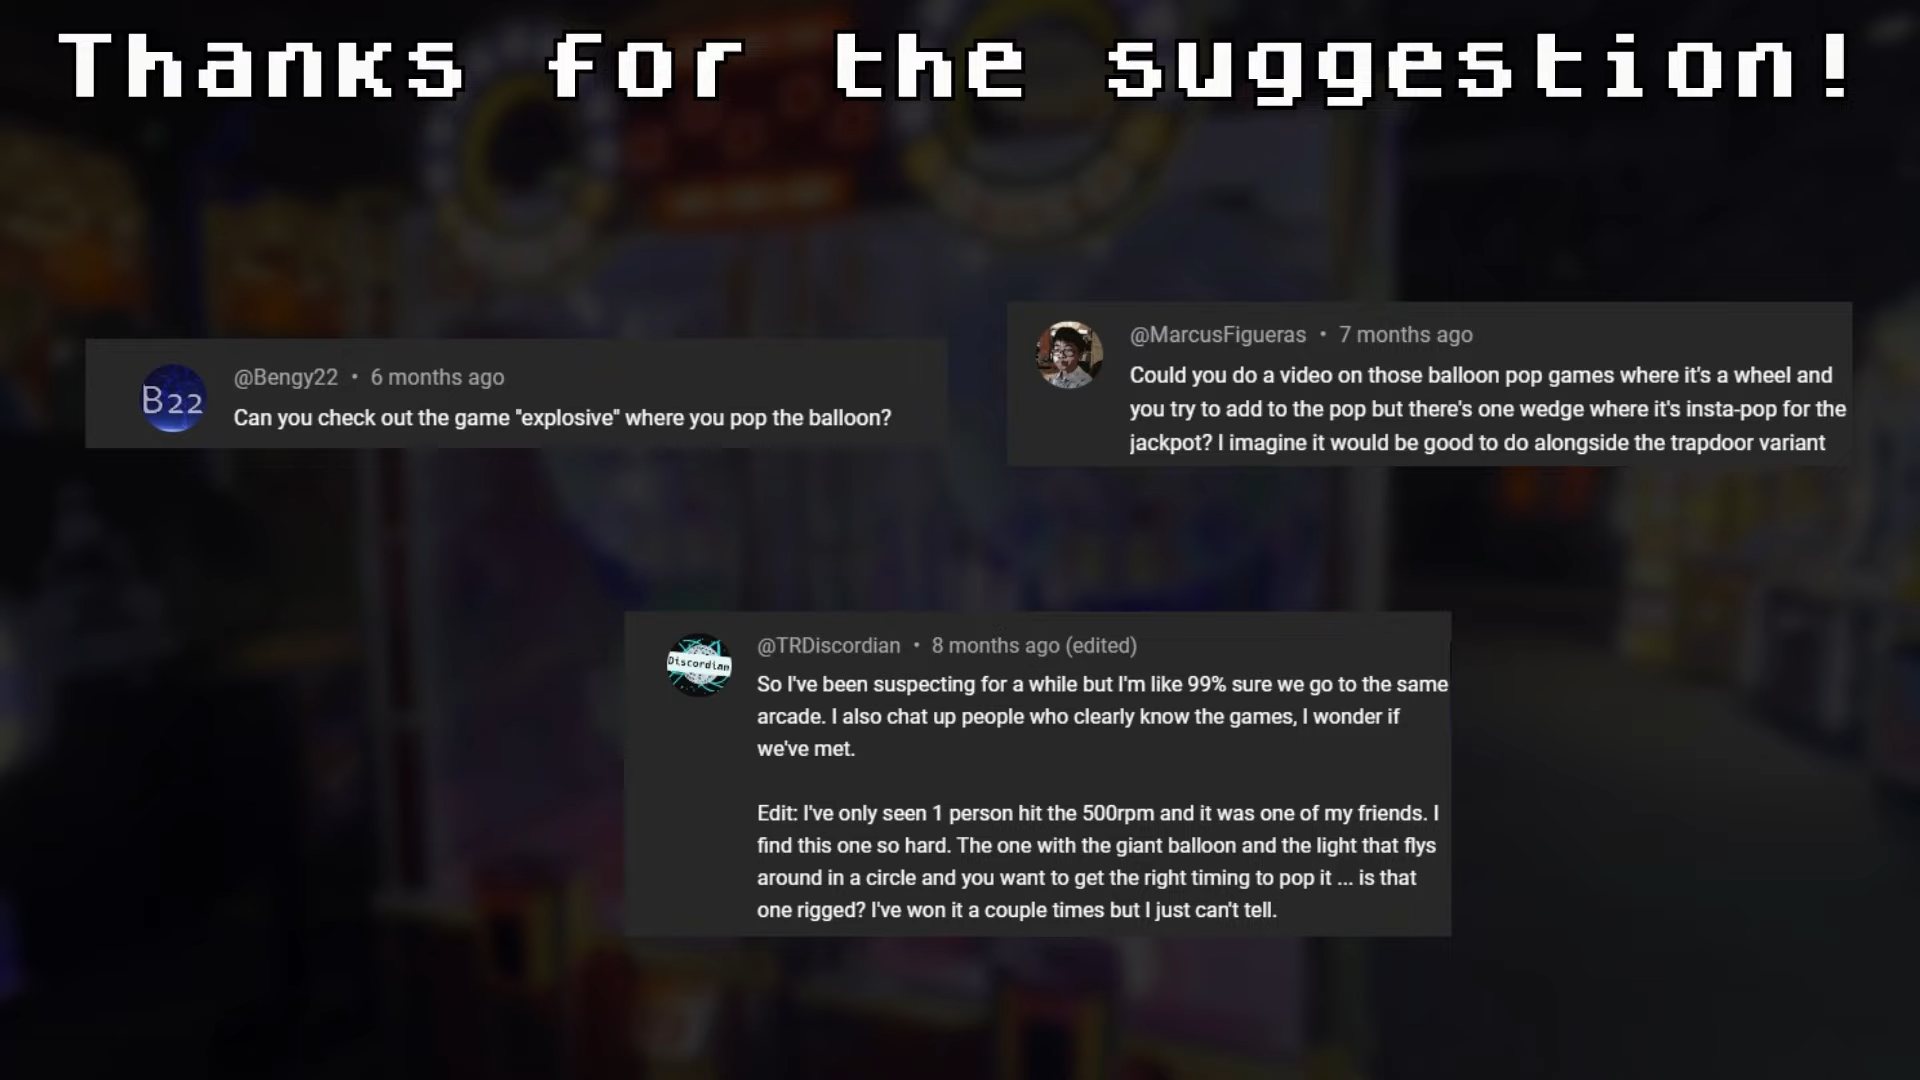 Thanks for the suggestion!
B22
@Bengy22 • 6 months ago
Can you check out the game "explosive" where you pop the balloon?
@MarcusFigueras • 7 months ago
Could you do a video on those balloon pop games where it's a wheel and
you try to add to the pop but there's one wedge where it's insta-pop for the
jackpot? I imagine it would be good to do alongside the trapdoor variant
Discordian
@TRDiscordian • 8 months ago (edited)
So I've been suspecting for a while but I'm like 99% sure we go to the same
arcade. I also chat up people who clearly know the games, I wonder if
we've met.
Edit: I've only seen 1 person hit the 500rpm and it was one of my friends. I
find this one so hard. The one with the giant balloon and the light that flys
around in a circle and you want to get the right timing to pop it ... is that
one rigged? I've won it a couple times but I just can't tell.